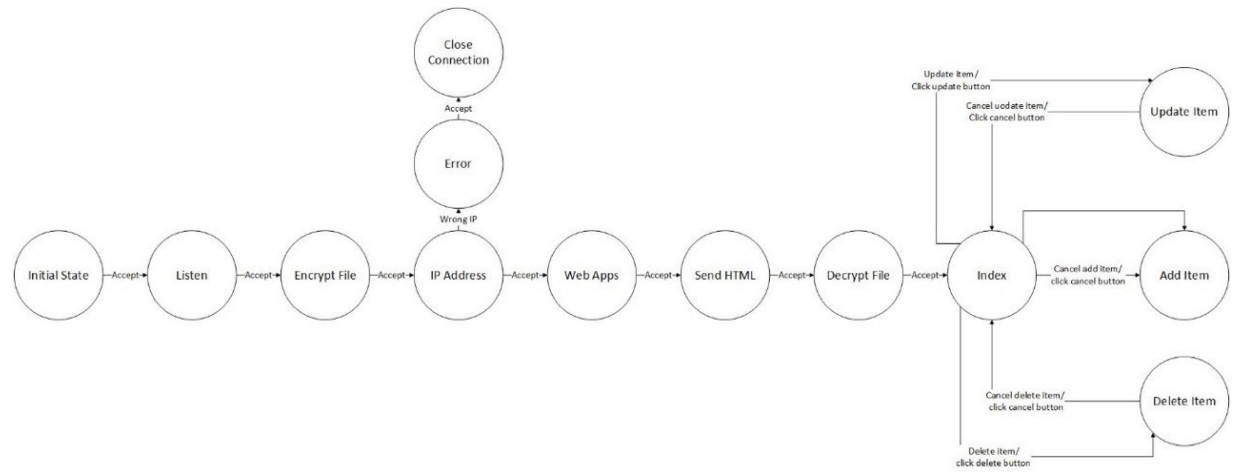 Close
Connection
Accept
Error
Wrong IP
Initial State
Accept
Listen
Accept
Encrypt File
Accept
IP Address
Accept
Web Apps
Accept
Send HTML
Accept
Decrypt File
Accept
Index
Update item/
Click update button
Cancel uodate item/
Click cancel button
Update Item
Cancel add item/
click cancel button
Add Item
Cancel delete item/
click cancel button
Delete Item
Delete item/
click delete button